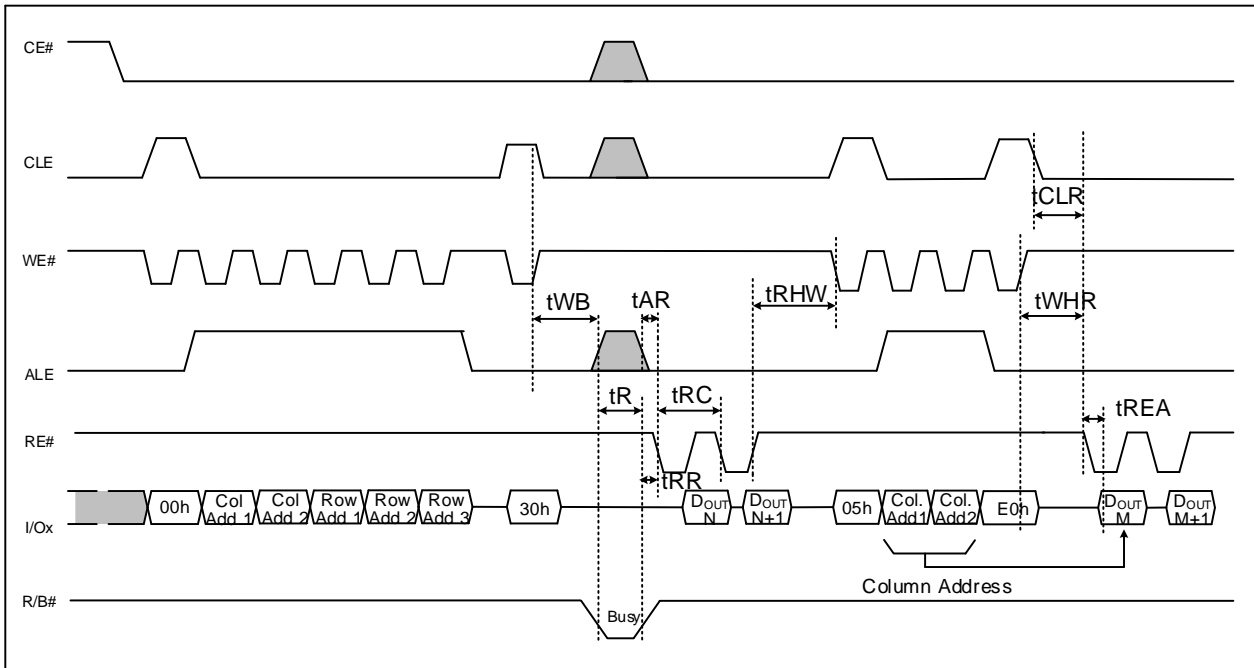 CE#
CLE
tCLR
WE#
tWB
tAR
tRHW
tWHR
ALE
tR
tRC
tREA
RE#
tRR
I/Ox
00h
Col
Add 1
Col
Add 2
Row
Add 1
Row
Add 2
Row
Add 3
30h
DOUT
N
DOUT
N+1
05h
Col.
Add1
Col.
Add2
E0h
DOUT
M
DOUT
M+1
Column Address
R/B#
Busy